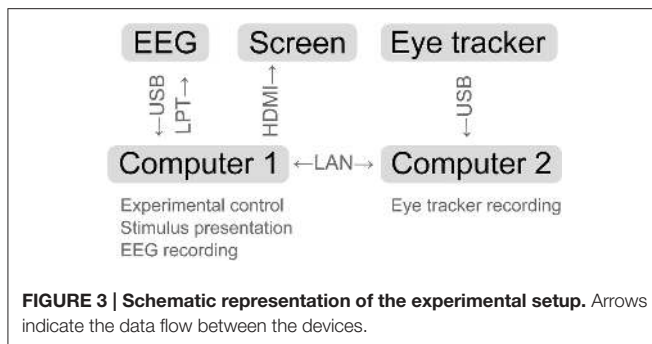 EEG Screen Eye tracker
←USB
LPT→
HDMI→
←USB
Computer 1 ←LAN→ Computer 2
Experimental control
Stimulus presentation
EEG recording
Eye tracker recording
FIGURE 3 | Schematic representation of the experimental setup. Arrows
indicate the data flow between the devices.